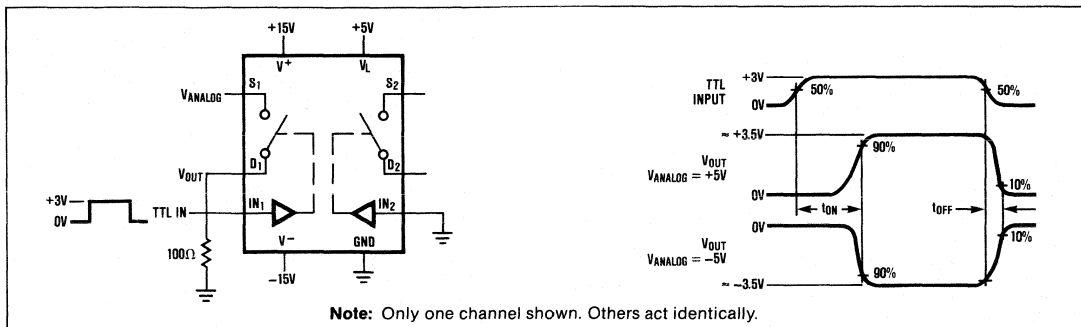 +15V +5V
V+ VL
S1 S2
VANALOG
D1 D2
VOUT
+3V
0V
TTL IN
IN1 IN2
100Ω
V− GND
−15V
TTL
INPUT
+3V
0V
50% 50%
≈ +3.5V
90%
VOUT
VANALOG = +5V
10%
0V
tON tOFF
0V
10%
VOUT
VANALOG = −5V
90%
≈ −3.5V
Note: Only one channel shown. Others act identically.